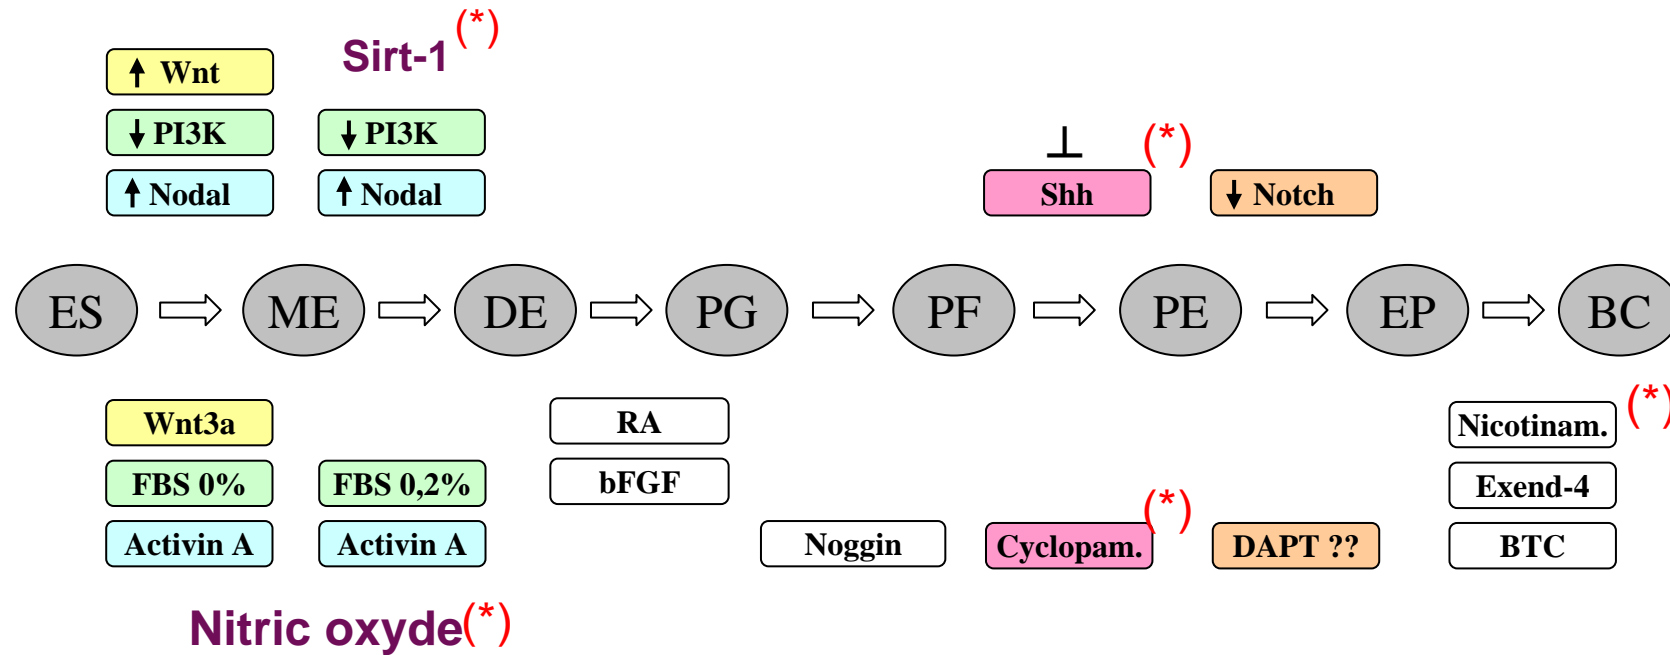 Sirt-1 (*)
↑ Wnt
↓ PI3K ↓ PI3K
⊥ (*)
↑ Nodal ↑ Nodal Shh ↓ Notch
ES ME DE PG PF PE EP BC
Wnt3a RA Nicotinam. (*)
FBS 0% FBS 0,2% bFGF Exend-4
(*)
Activin A Activin A Noggin Cyclopam. DAPT ?? BTC
Nitric oxyde(*)